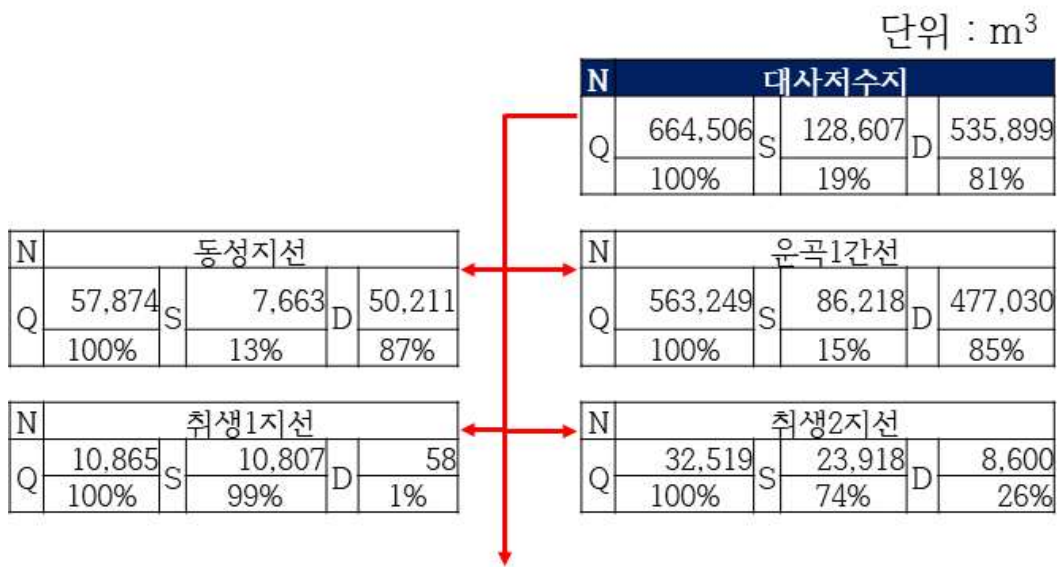 단위 : m³
N 대사저수지
Q 664,506 S 128,607 D 535,899
100% 19% 81%
N 동성지선
Q 57,874 S 7,663 D 50,211
100% 13% 87%
N 운곡1간선
Q 563,249 S 86,218 D 477,030
100% 15% 85%
N 취생1지선
Q 10,865 S 10,807 D 58
100% 99% 1%
N 취생2지선
Q 32,519 S 23,918 D 8,600
100% 74% 26%